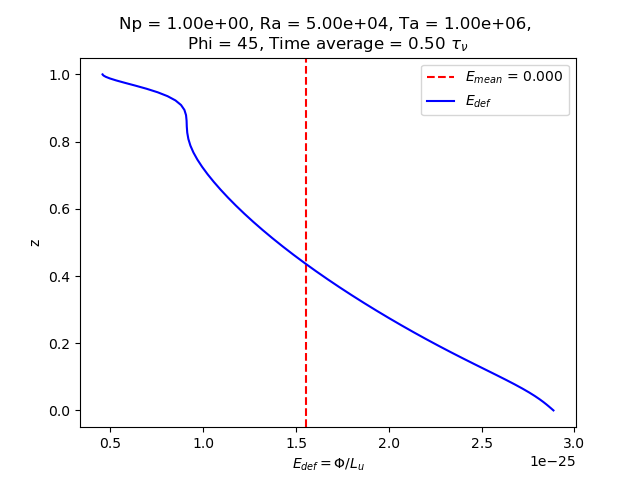 Np = 1.00e+00, Ra = 5.00e+04, Ta = 1.00e+06,
Phi = 45, Time average = 0.50 τ_ν
E_mean = 0.000
E_def
1.0
0.8
0.6
0.4
0.2
0.0
z
0.5 1.0 1.5 2.0 2.5 3.0
1e−25
E_def = Φ/L_u